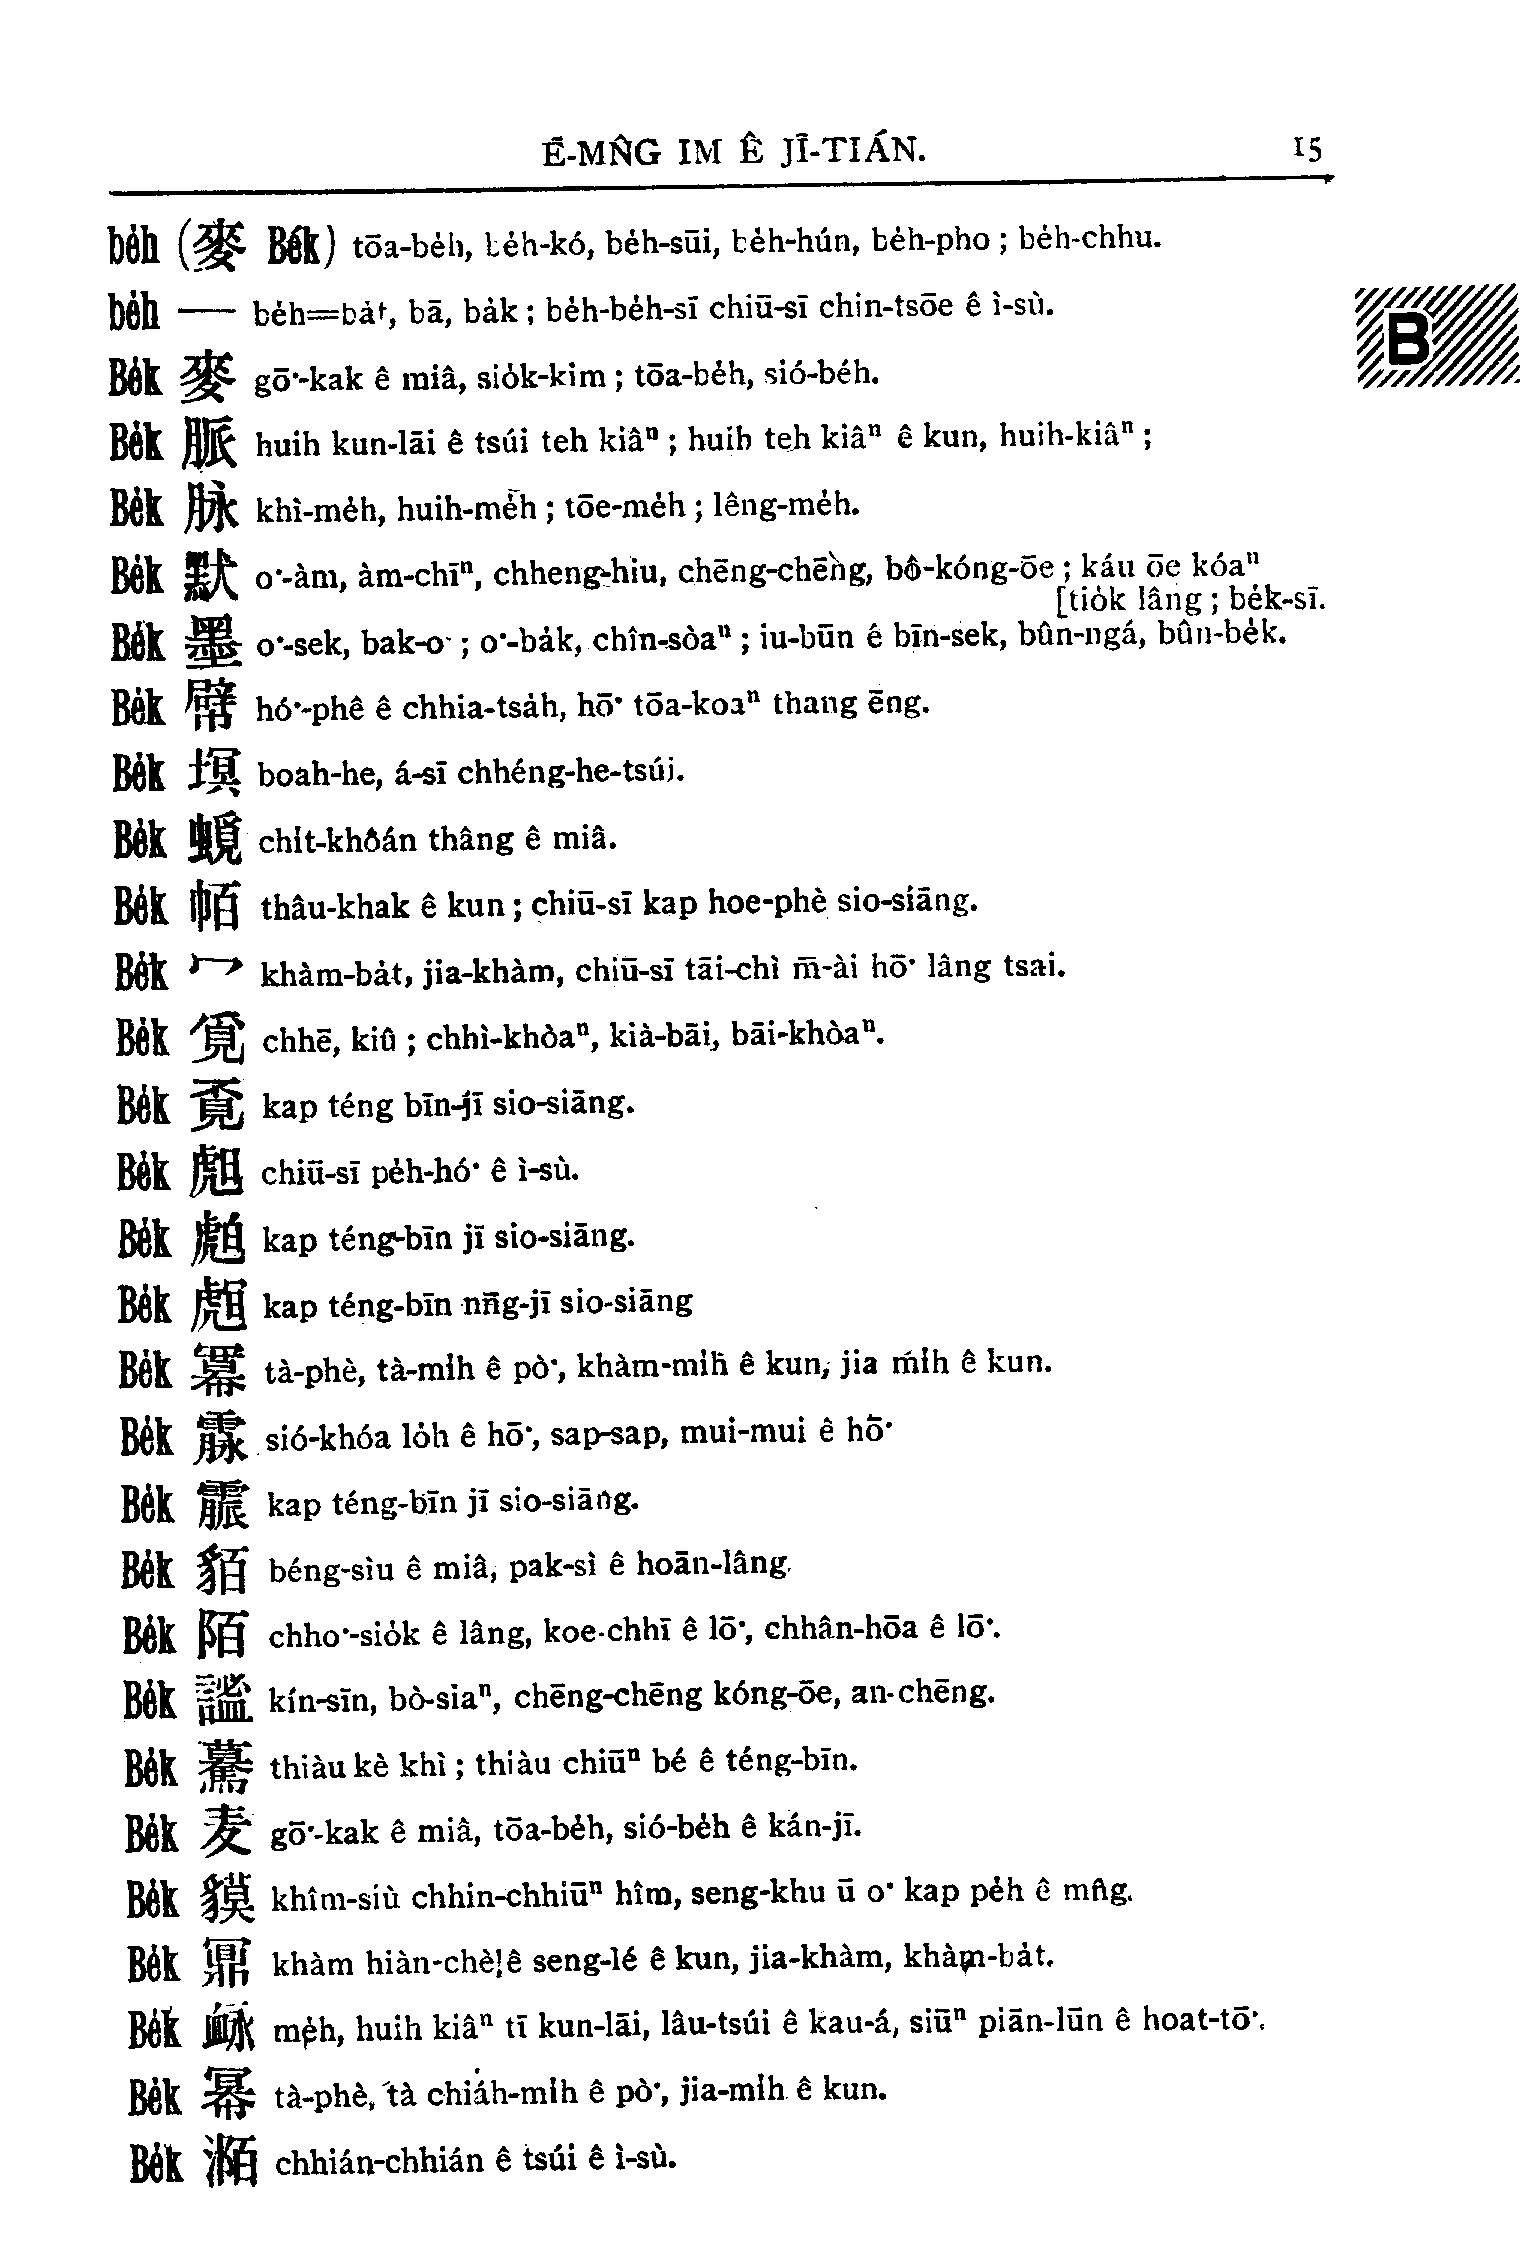 Ē-MN̂G IM Ê JĪ-TIÁN. 15
be̍h (麥 Be̍k) tōa-be̍h, be̍h-kó, be̍h-sūi, be̍h-hún, be̍h-pho ; be̍h-chhu.
be̍h — be̍h=ba̍t, bā, ba̍k ; be̍h-be̍h-sī chiū-sī chin-tsōe ê ì-sù.
B
Be̍k 麥 gō͘-kak ê miâ, sio̍k-kim ; tōa-be̍h, sió-be̍h.
Be̍k 脈 huih kun-lāi ê tsúi teh kiâⁿ ; huih teh kiâⁿ ê kun, huih-kiâⁿ ;
Be̍k 脉 khì-me̍h, huih-me̍h ; tōe-me̍h ; lêng-me̍h.
Be̍k 默 o͘-àm, àm-chīⁿ, chheng-hiu, chēng-chēng, bô-kóng-ōe ; káu ōe kóaⁿ
[tio̍k lâng ; be̍k-sī.
Be̍k 墨 o͘-sek, bak-o͘ ; o͘-ba̍k, chîn-sòaⁿ ; iu-būn ê bīn-sek, bûn-ngá, bûn-be̍k.
Be̍k 幦 hó͘-phê ê chhia-tsa̍h, hō͘ tōa-koaⁿ thang ēng.
Be̍k 塓 boah-he, á-sī chhéng-he-tsúi.
Be̍k chi̍t-khoán thâng ê miâ.
Be̍k 帞 thâu-khak ê kun ; chiū-sī kap hoe-phè sio-siāng.
Be̍k 冖 khàm-ba̍t, jia-khàm, chiū-sī tāi-chì m̄-ài hō͘ lâng tsai.
Be̍k 覓 chhē, kiû ; chhì-khòaⁿ, kià-bāi, bāi-khòaⁿ.
Be̍k 覔 kap téng bīn-jī sio-siāng.
Be̍k chiū-sī pe̍h-hó͘ ê ì-sù.
Be̍k kap téng-bīn jī sio-siāng.
Be̍k kap téng-bīn nn̄g-jī sio-siāng
Be̍k 冪 tà-phè, tà-mi̍h ê pò͘, khàm-mi̍h ê kun, jia mi̍h ê kun.
Be̍k 霡 sió-khóa lo̍h ê hō͘, sap-sap, mui-mui ê hō͘
Be̍k 霢 kap téng-bīn jī sio-siāng.
Be̍k 貊 béng-sìu ê miâ, pak-sì ê hoān-lâng.
Be̍k 陌 chho͘-sio̍k ê lâng, koe-chhī ê lō͘, chhân-hōa ê lō͘.
Be̍k 謐 kín-sīn, bò-siaⁿ, chēng-chēng kóng-ōe, an-chēng.
Be̍k 驀 thiàu kè khì ; thiàu chiūⁿ bé ê téng-bīn.
Be̍k 麦 gō͘-kak ê miâ, tōa-be̍h, sió-be̍h ê kán-jī.
Be̍k 貘 khîm-siù chhin-chhiūⁿ hîm, seng-khu ū o͘ kap pe̍h ê mn̂g.
Be̍k 鼏 khàm hiàn-chè ê seng-lé ê kun, jia-khàm, khàm-ba̍t.
Be̍k 衇 me̍h, huih kiâⁿ tī kun-lāi, lâu-tsúi ê kau-á, siūⁿ piān-lūn ê hoat-tō͘.
Be̍k 幂 tà-phè, tà chia̍h-mi̍h ê pò͘, jia-mi̍h ê kun.
Be̍k chhián-chhián ê tsúi ê ì-sù.